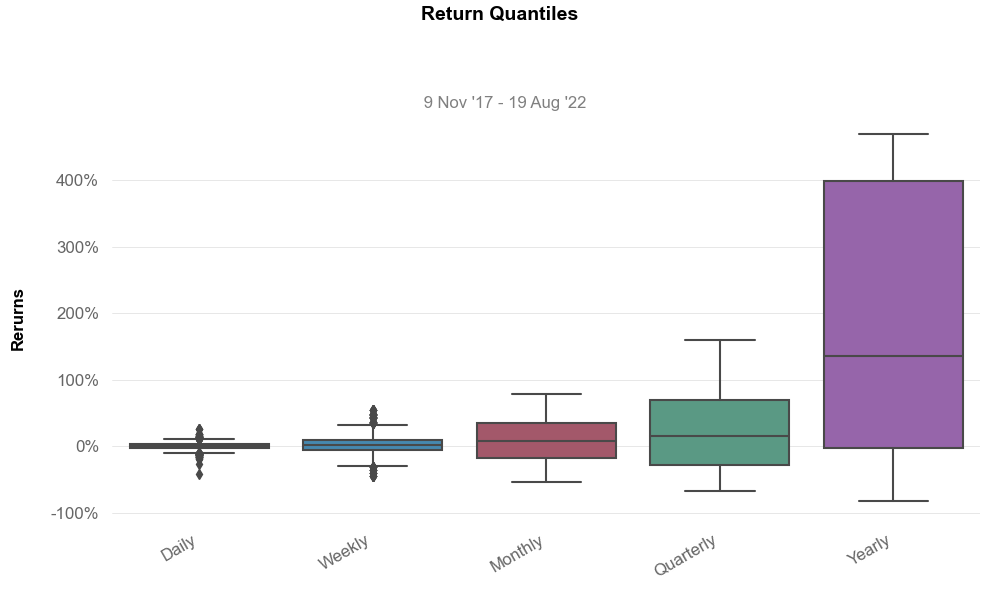 Return Quantiles
9 Nov '17 - 19 Aug '22
Rerurns
400%
300%
200%
100%
0%
-100%
Daily
Weekly
Monthly
Quarterly
Yearly